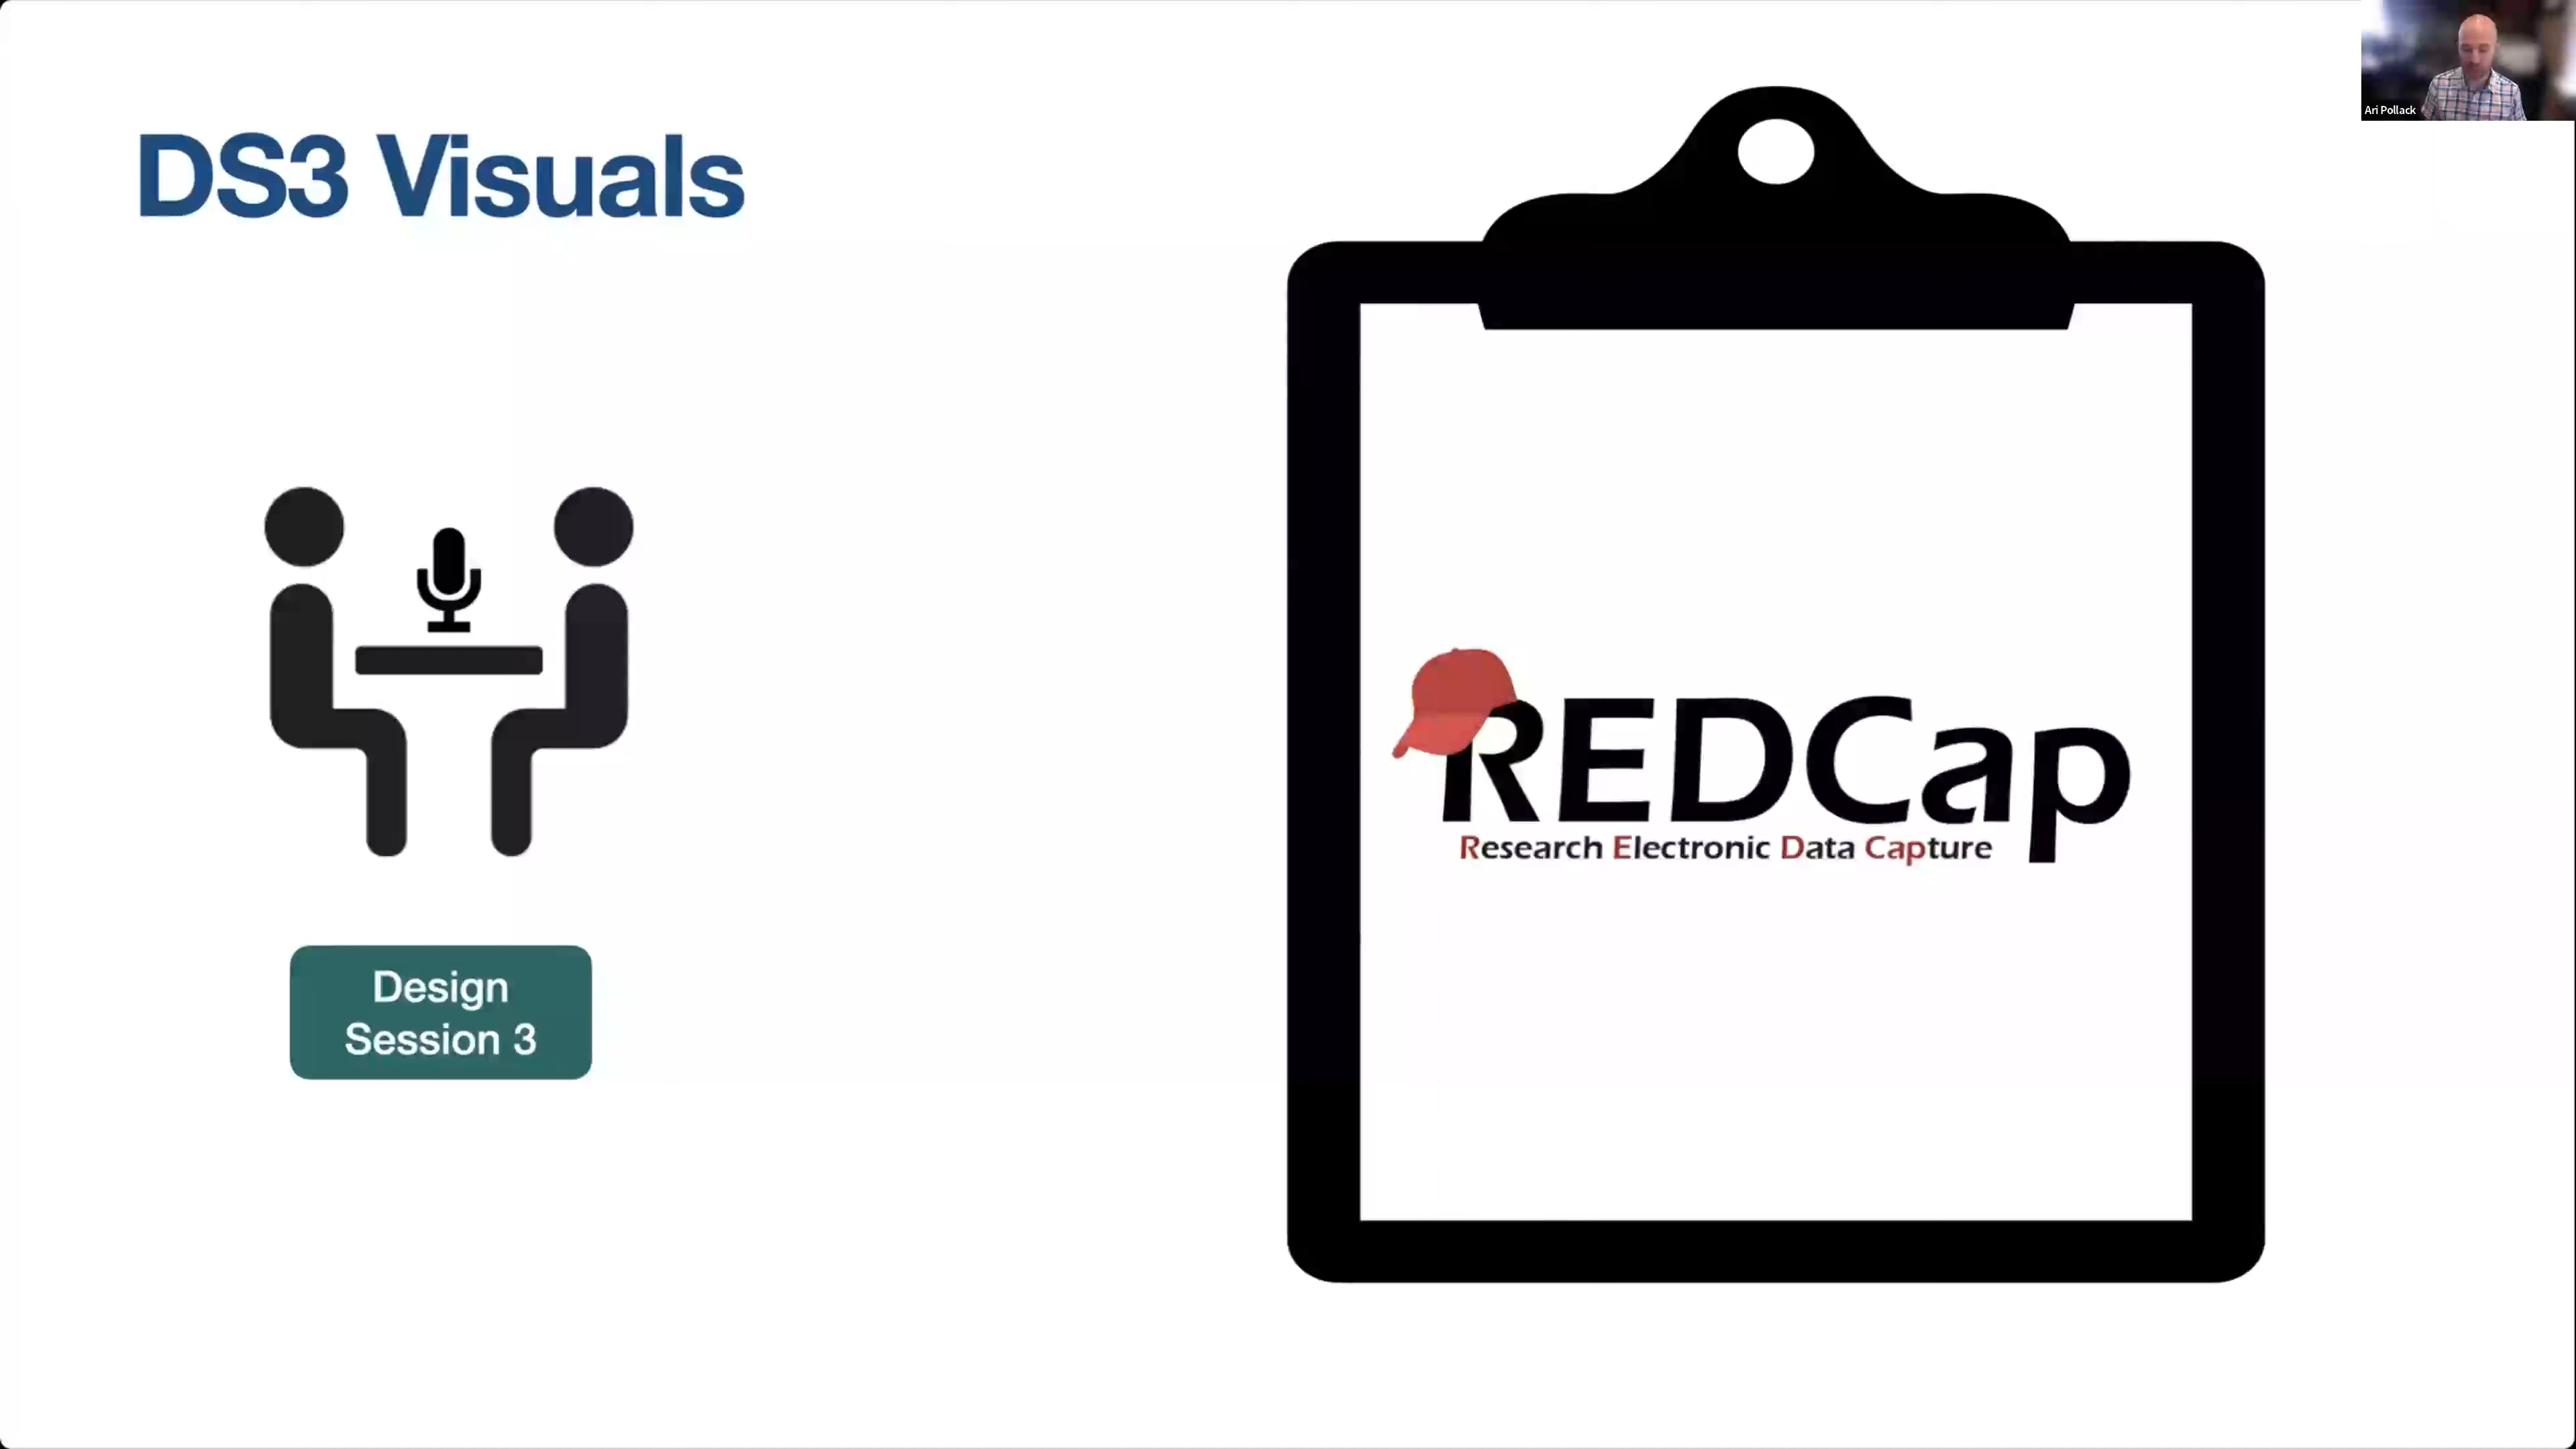 DS3 Visuals
Ari Pollack
REDCap
Research Electronic Data Capture
Design
Session 3